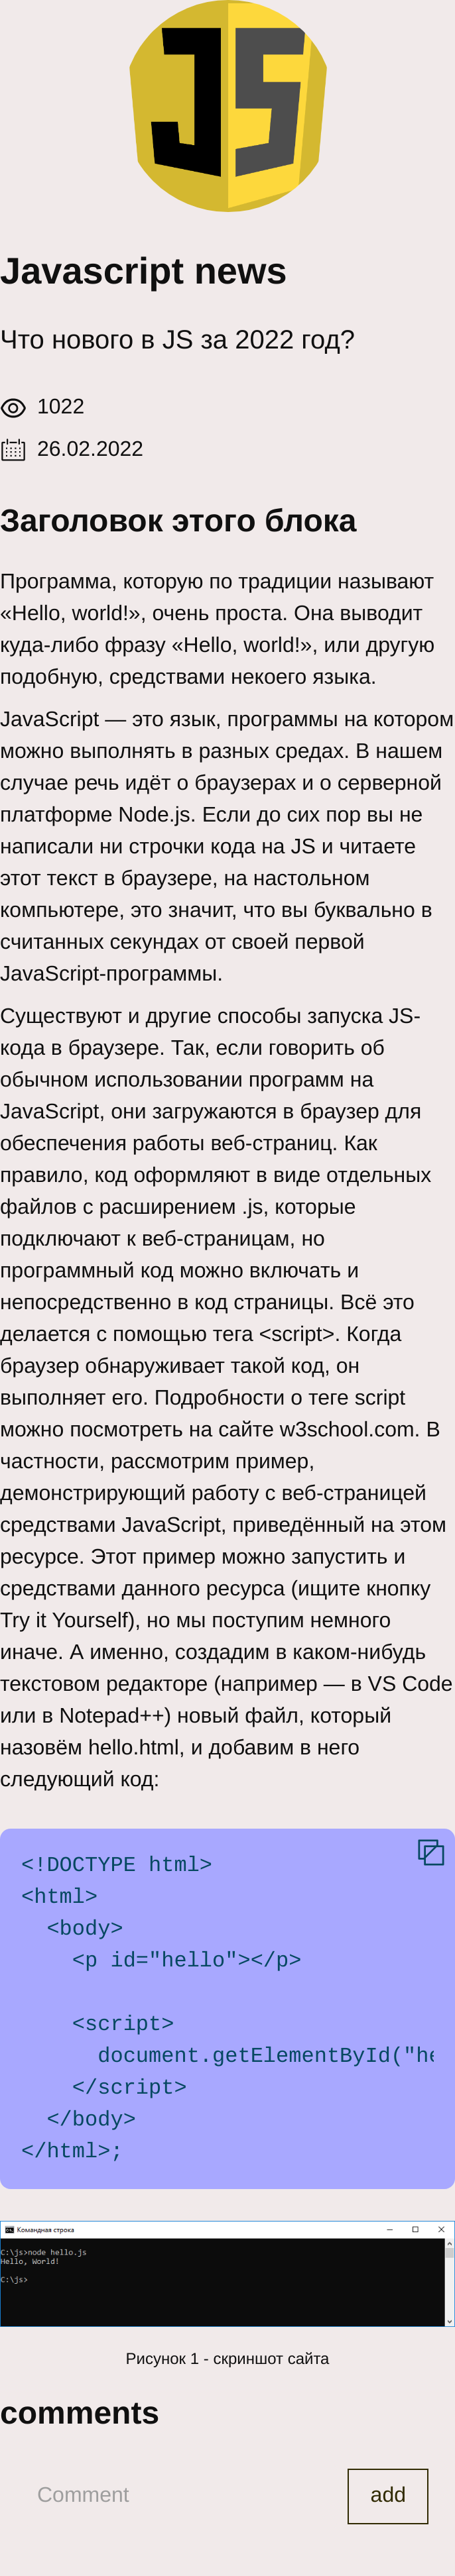 JS
Javascript news
Что нового в JS за 2022 год?
1022
26.02.2022
Заголовок этого блока
Программа, которую по традиции называют
«Hello, world!», очень проста. Она выводит
куда-либо фразу «Hello, world!», или другую
подобную, средствами некоего языка.
JavaScript — это язык, программы на котором
можно выполнять в разных средах. В нашем
случае речь идёт о браузерах и о серверной
платформе Node.js. Если до сих пор вы не
написали ни строчки кода на JS и читаете
этот текст в браузере, на настольном
компьютере, это значит, что вы буквально в
считанных секундах от своей первой
JavaScript-программы.
Существуют и другие способы запуска JS-
кода в браузере. Так, если говорить об
обычном использовании программ на
JavaScript, они загружаются в браузер для
обеспечения работы веб-страниц. Как
правило, код оформляют в виде отдельных
файлов с расширением .js, которые
подключают к веб-страницам, но
программный код можно включать и
непосредственно в код страницы. Всё это
делается с помощью тега <script>. Когда
браузер обнаруживает такой код, он
выполняет его. Подробности о теге script
можно посмотреть на сайте w3school.com. В
частности, рассмотрим пример,
демонстрирующий работу с веб-страницей
средствами JavaScript, приведённый на этом
ресурсе. Этот пример можно запустить и
средствами данного ресурса (ищите кнопку
Try it Yourself), но мы поступим немного
иначе. А именно, создадим в каком-нибудь
текстовом редакторе (например — в VS Code
или в Notepad++) новый файл, который
назовём hello.html, и добавим в него
следующий код:
<!DOCTYPE html>
<html>
  <body>
    <p id="hello"></p>
    <script>
      document.getElementById("he
    </script>
  </body>
</html>;
Командная строка
C:\js>node hello.js
Hello, World!
C:\js>
Рисунок 1 - скриншот сайта
comments
Comment
add